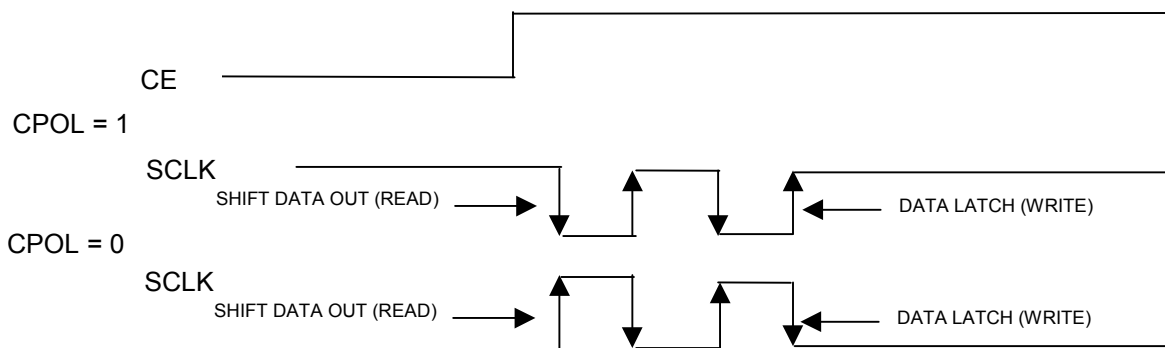 CE
CPOL = 1
SCLK
SHIFT DATA OUT (READ)
DATA LATCH (WRITE)
CPOL = 0
SCLK
SHIFT DATA OUT (READ)
DATA LATCH (WRITE)